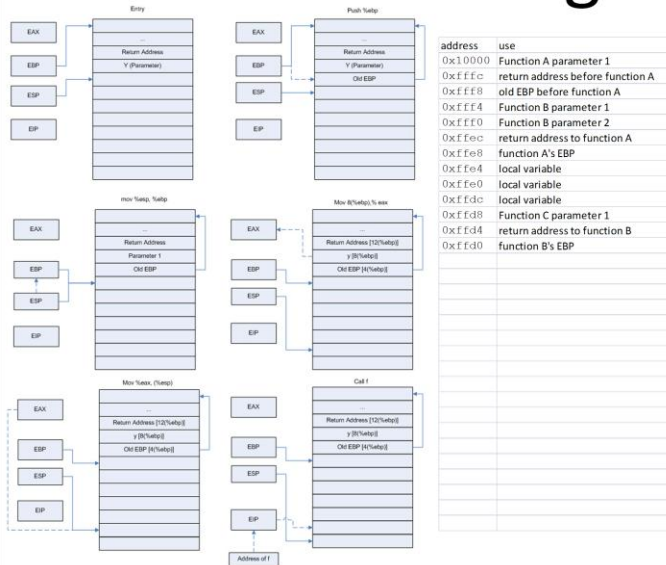 g
Entry
EAX
EBP
ESP
EIP
...
Return Address
Y (Parameter)
Push %ebp
EAX
EBP
ESP
EIP
...
Return Address
Y (Parameter)
Old EBP
mov %esp, %ebp
EAX
EBP
ESP
EIP
...
Return Address
Parameter 1
Old EBP
Mov 8(%ebp),% eax
EAX
EBP
ESP
EIP
...
Return Address [12(%ebp)]
y [8(%ebp)]
Old EBP [4(%ebp)]
Mov %eax, (%esp)
EAX
EBP
ESP
EIP
...
Return Address [12(%ebp)]
y [8(%ebp)]
Old EBP [4(%ebp)]
Call f
EAX
EBP
ESP
EIP
Address of f
...
Return Address [12(%ebp)]
y [8(%ebp)]
Old EBP [4(%ebp)]
address use
0x10000 Function A parameter 1
0xfffc return address before function A
0xfff8 old EBP before function A
0xfff4 Function B parameter 1
0xfff0 Function B parameter 2
0xffec return address to function A
0xffe8 function A's EBP
0xffe4 local variable
0xffe0 local variable
0xffdc local variable
0xffd8 Function C parameter 1
0xffd4 return address to function B
0xffd0 function B's EBP